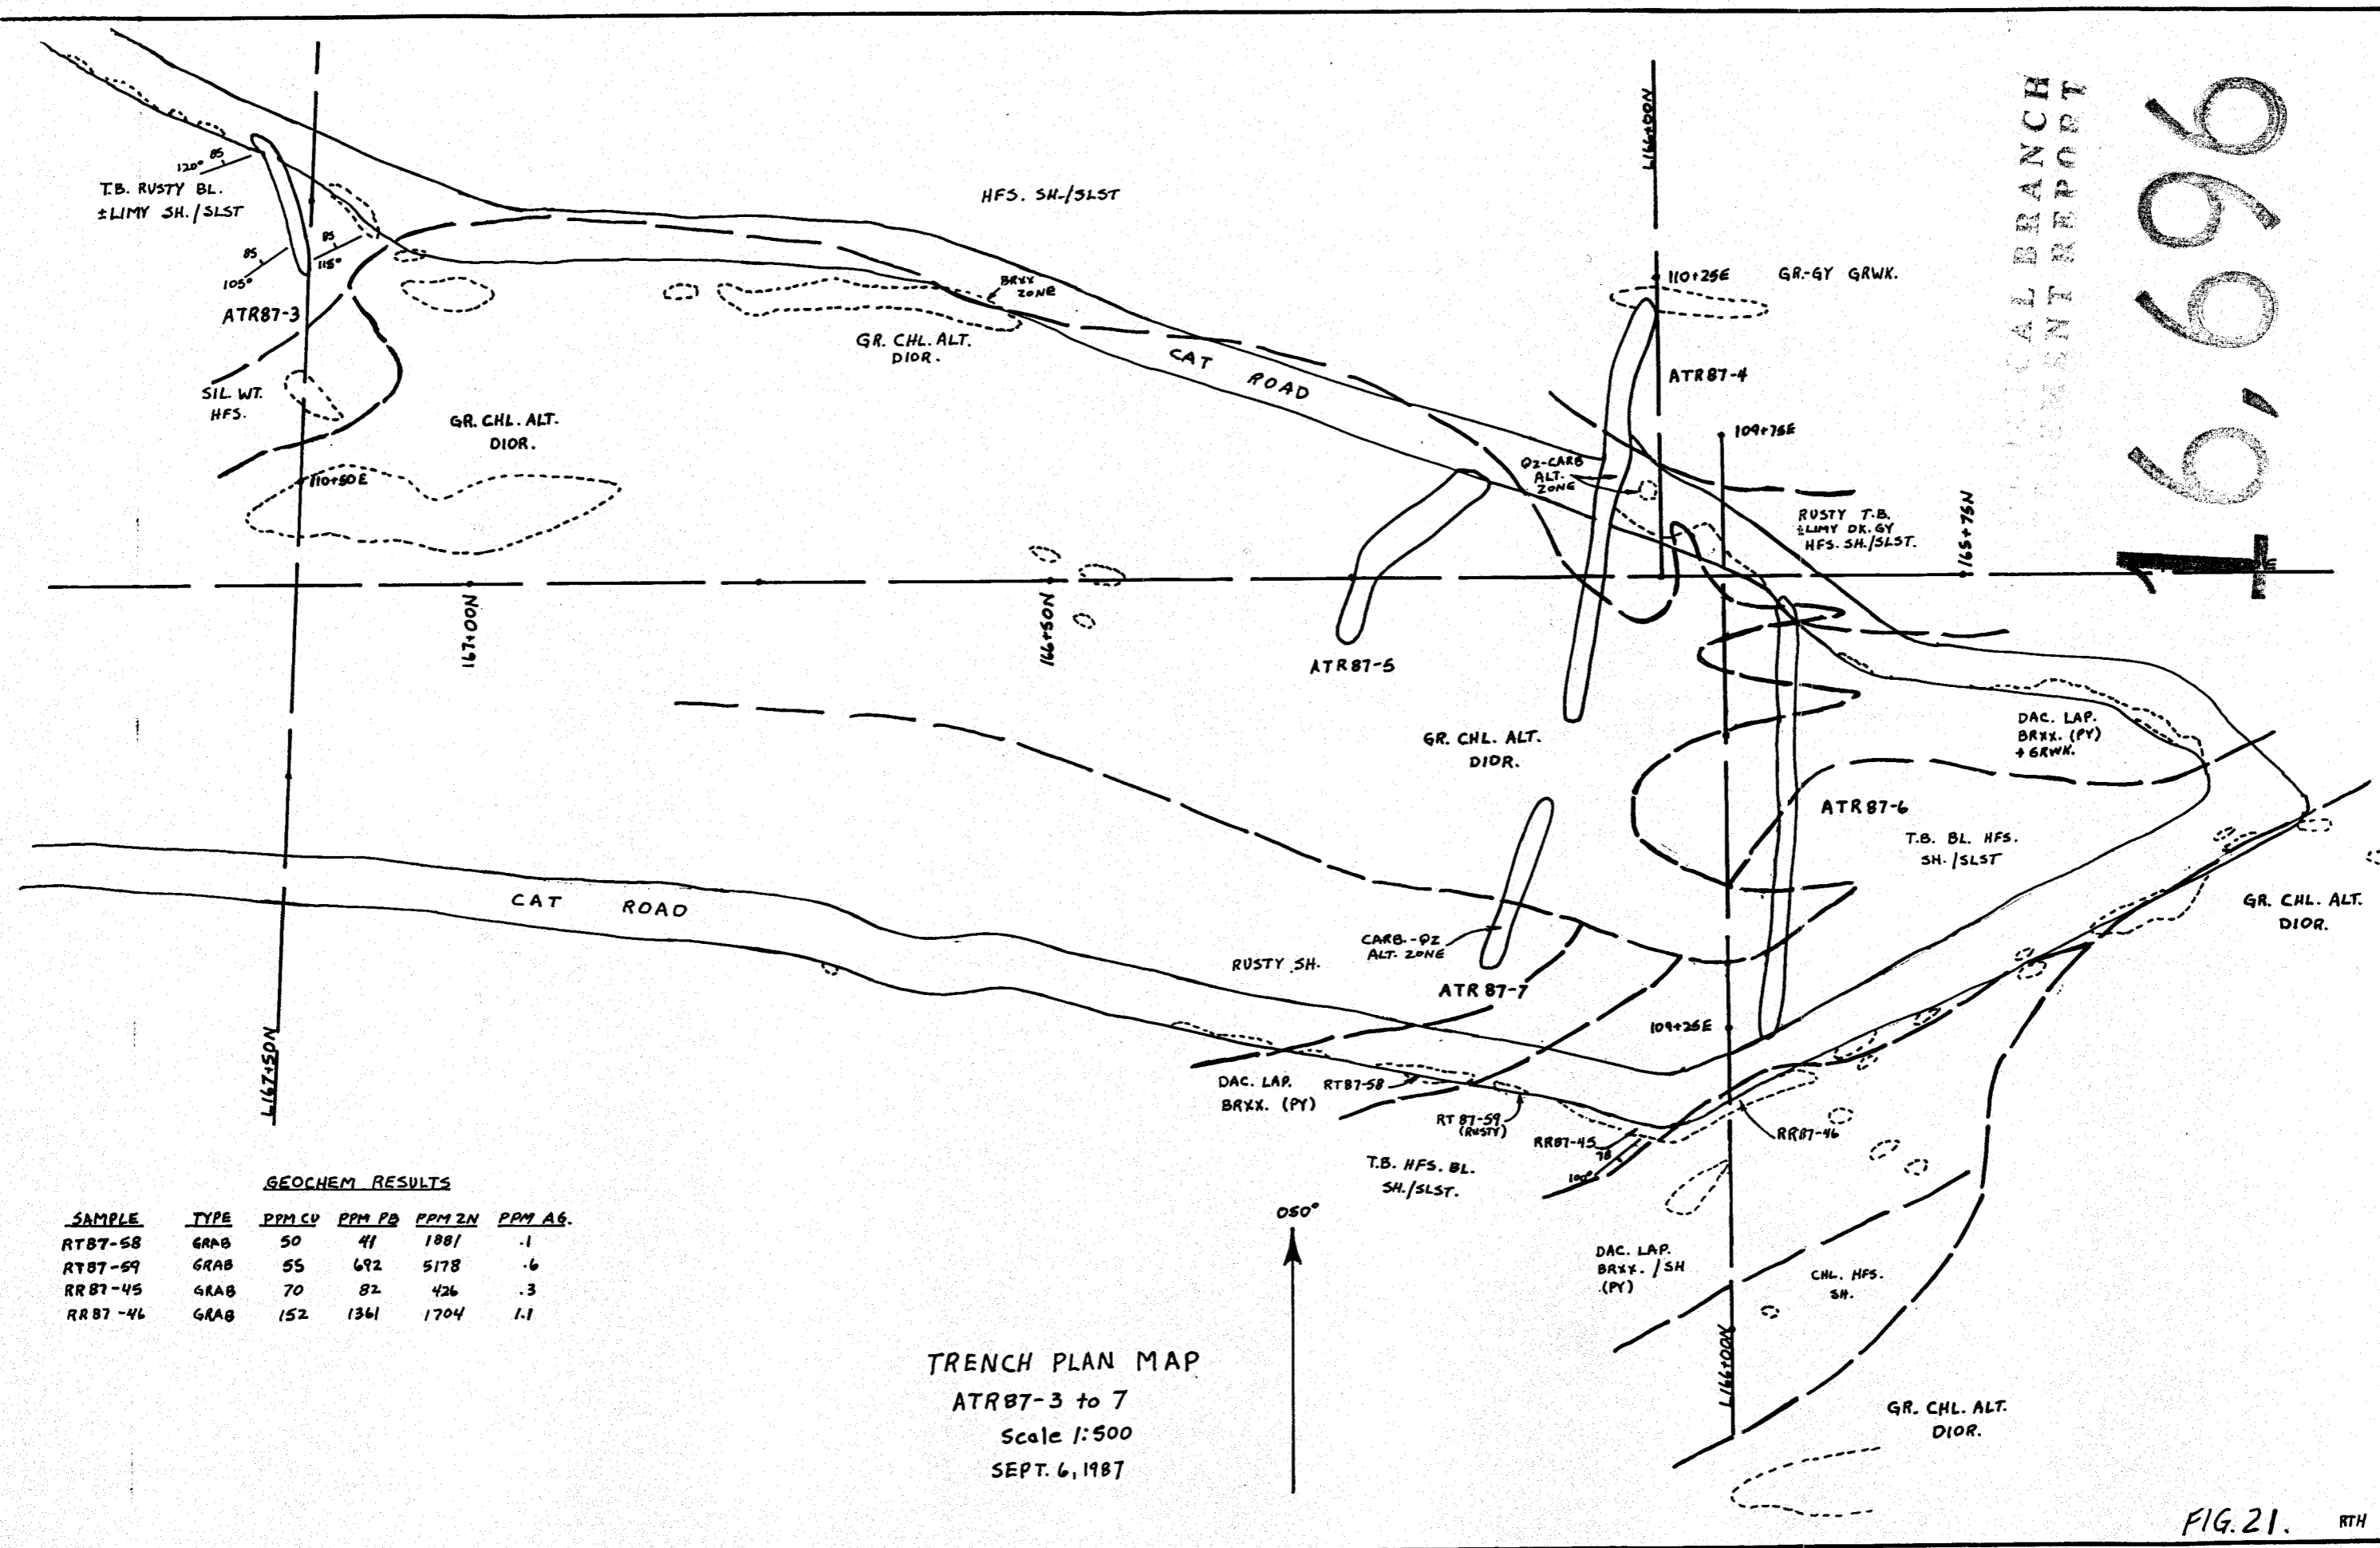 120° 85
T.B. RUSTY BL.
±LIMY SH./SLST
85
105°
85
115°
ATR87-3
SIL. WT.
HFS.
GR. CHL. ALT.
DIOR.
110+50E
HFS. SH./SLST
BRXX
ZONE
GR. CHL. ALT.
DIOR.
CAT ROAD
L166+00N
110+25E
GR-GY GRWK.
ATR87-4
109+75E
QZ-CARB
ALT.
ZONE
RUSTY T.B.
±LIMY DK. GY
HFS. SH./SLST.
165+75N
CAL BRANCH
REPORT
16,696
167+00N
166+50N
ATR87-5
GR. CHL. ALT.
DIOR.
DAC. LAP.
BRXX. (PY)
+ GRWK.
ATR87-6
T.B. BL. HFS.
SH./SLST
GR. CHL. ALT.
DIOR.
CAT ROAD
CARB.-QZ
ALT. ZONE
RUSTY SH.
ATR 87-7
109+25E
L167+50N
DAC. LAP.
BRXX. (PY)
RT87-58
RT 87-59
(RUSTY)
RR87-45
78
100°
RR87-46
T.B. HFS. BL.
SH./SLST.
DAC. LAP.
BRXX. / SH
(PY)
CHL. HFS.
SH.
L166+00N
GR. CHL. ALT.
DIOR.
GEOCHEM RESULTS
SAMPLE TYPE PPM CU PPM PB PPM ZN PPM AG.
RT87-58 GRAB 50 41 1881 .1
RT87-59 GRAB 55 692 5178 .6
RR87-45 GRAB 70 82 426 .3
RR87-46 GRAB 152 1361 1704 1.1
050°
TRENCH PLAN MAP
ATR87-3 to 7
Scale 1:500
SEPT. 6, 1987
FIG. 21.
RTH